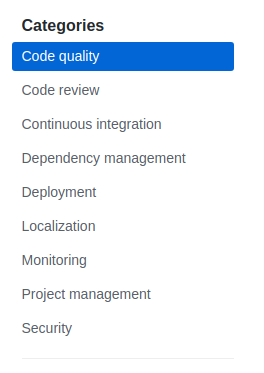 Categories
Code quality
Code review
Continuous integration
Dependency management
Deployment
Localization
Monitoring
Project management
Security